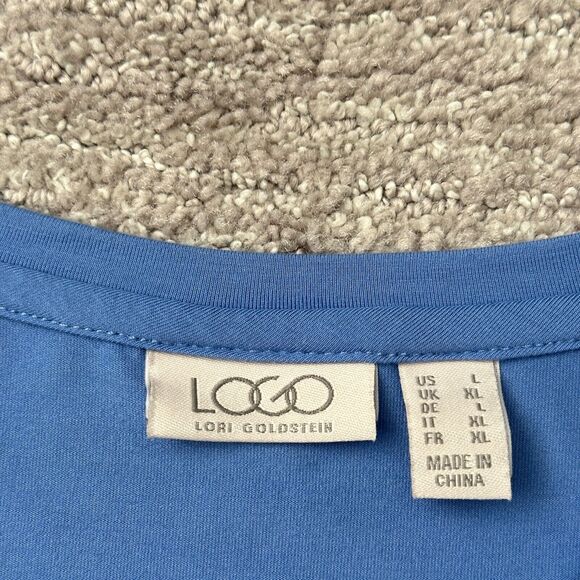 LOGO
LORI GOLDSTEIN
US L
UK XL
DE L
IT XL
FR XL
MADE IN
CHINA